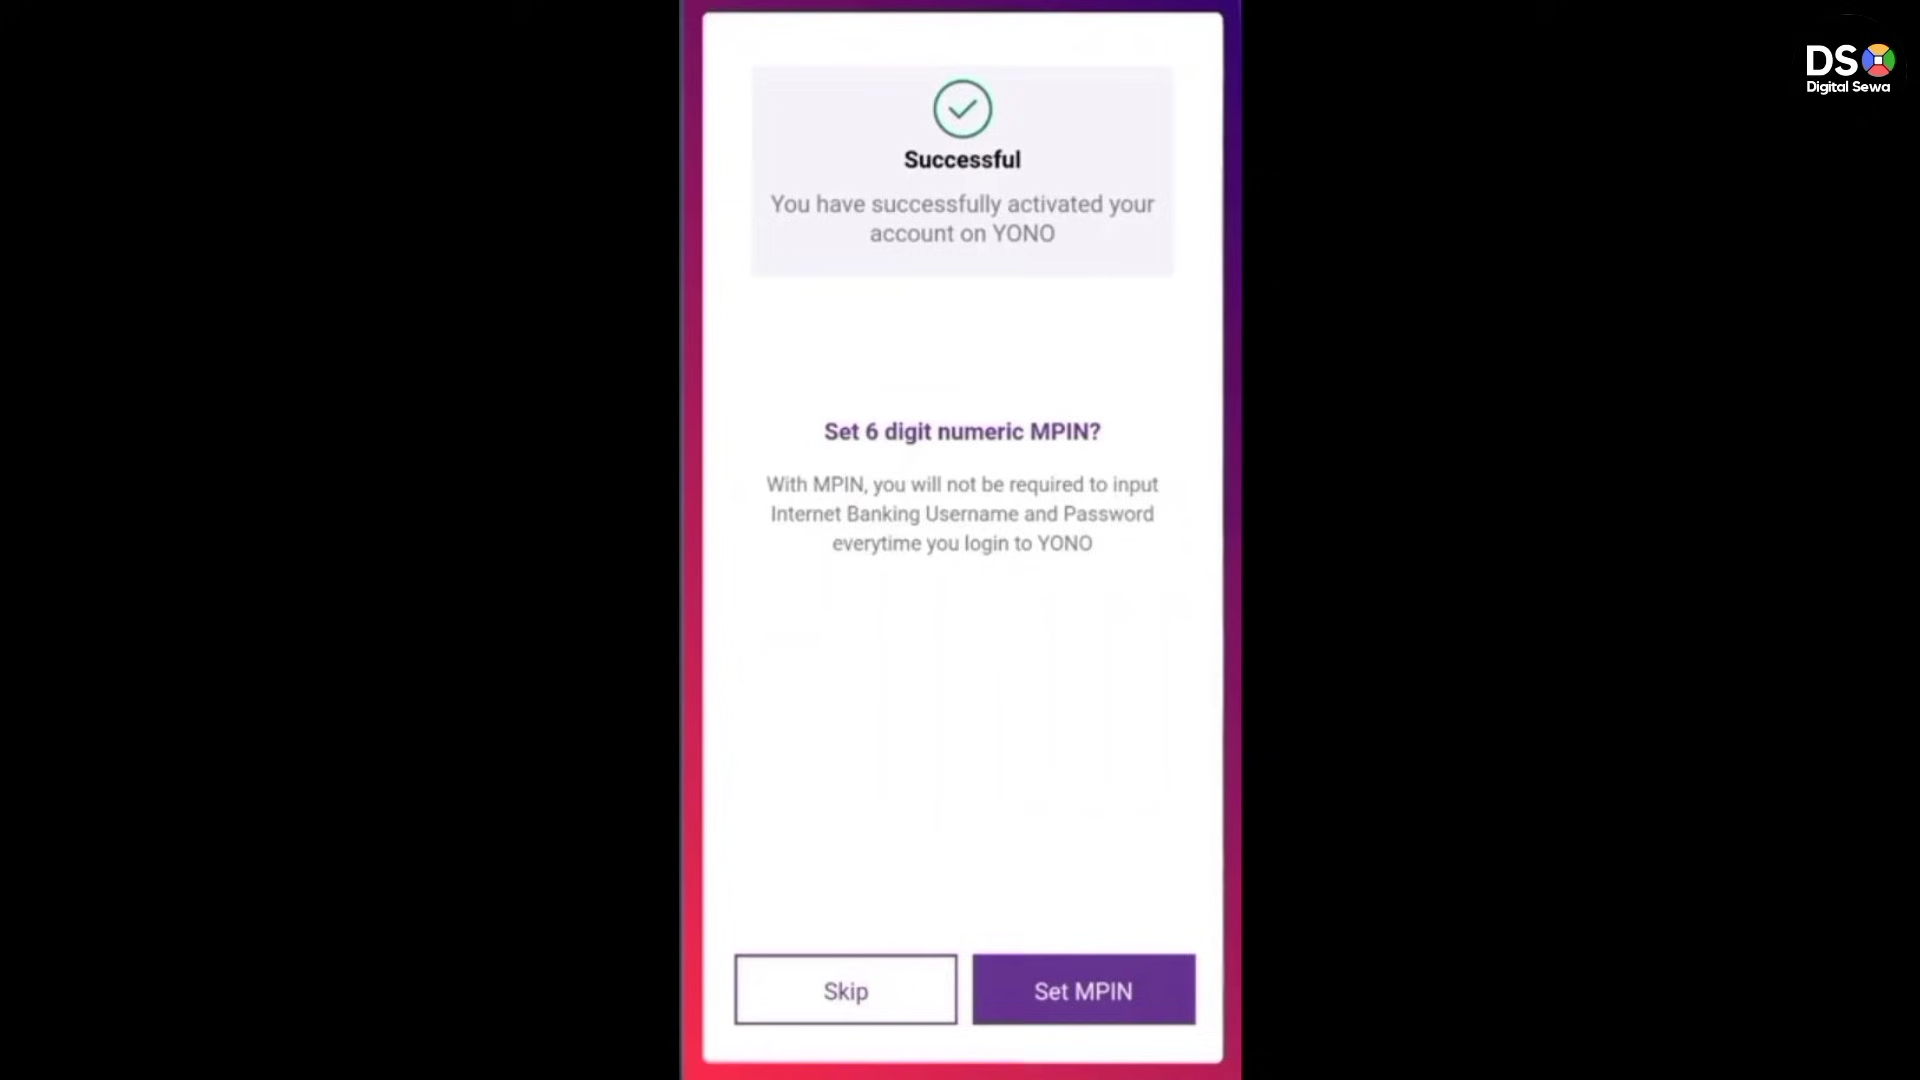 DS
Digital Sewa
Successful
You have successfully activated your
account on YONO
Set 6 digit numeric MPIN?
With MPIN, you will not be required to input
Internet Banking Username and Password
everytime you login to YONO
Skip
Set MPIN